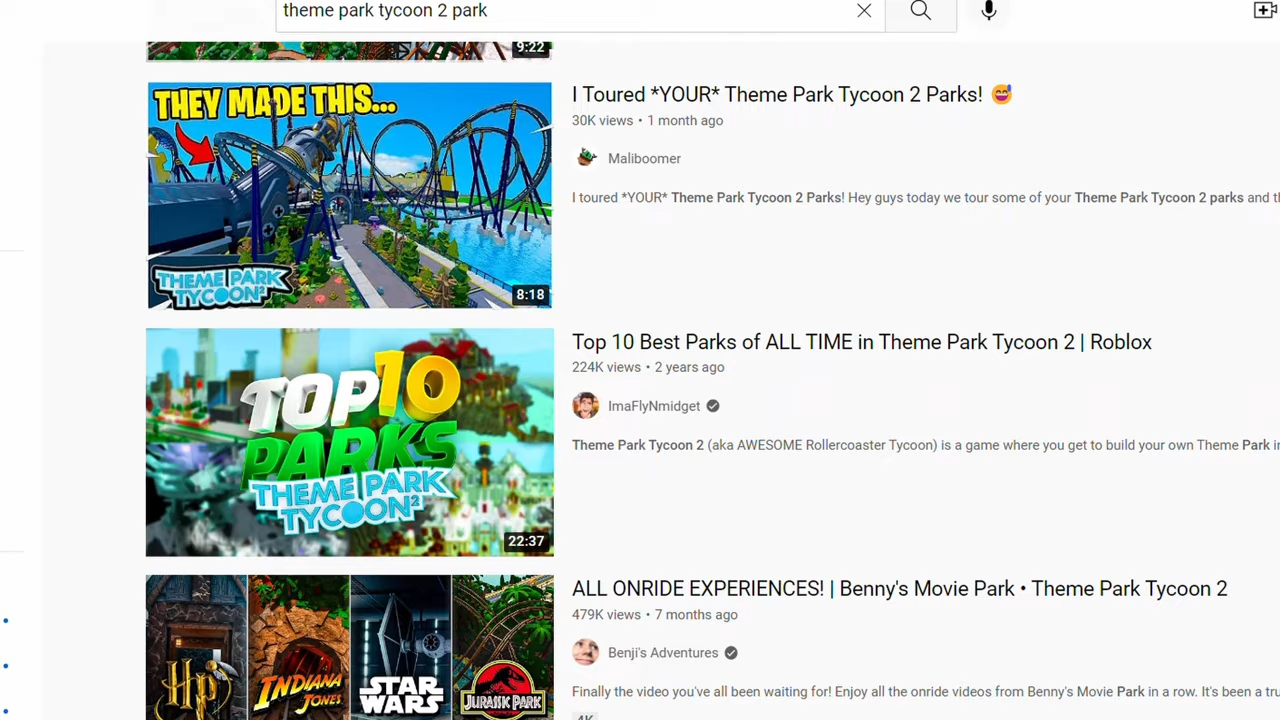 theme park tycoon 2 park
9:22
THEY MADE THIS...
THEME PARK
TYCOON²
8:18
I Toured *YOUR* Theme Park Tycoon 2 Parks! 😅
30K views • 1 month ago
Maliboomer
I toured *YOUR* Theme Park Tycoon 2 Parks! Hey guys today we tour some of your Theme Park Tycoon 2 parks and th
TOP 10
PARKS
THEME PARK
TYCOON²
22:37
Top 10 Best Parks of ALL TIME in Theme Park Tycoon 2 | Roblox
224K views • 2 years ago
ImaFlyNmidget
Theme Park Tycoon 2 (aka AWESOME Rollercoaster Tycoon) is a game where you get to build your own Theme Park in
HP
INDIANA
JONES
STAR
WARS
JURASSIC PARK
ALL ONRIDE EXPERIENCES! | Benny's Movie Park • Theme Park Tycoon 2
479K views • 7 months ago
Benji's Adventures
Finally the video you've all been waiting for! Enjoy all the onride videos from Benny's Movie Park in a row. It's seen a tru
4K